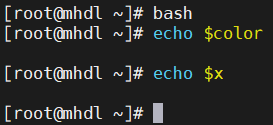 [root@mhdl ~]# bash
[root@mhdl ~]# echo $color
[root@mhdl ~]# echo $x
[root@mhdl ~]#